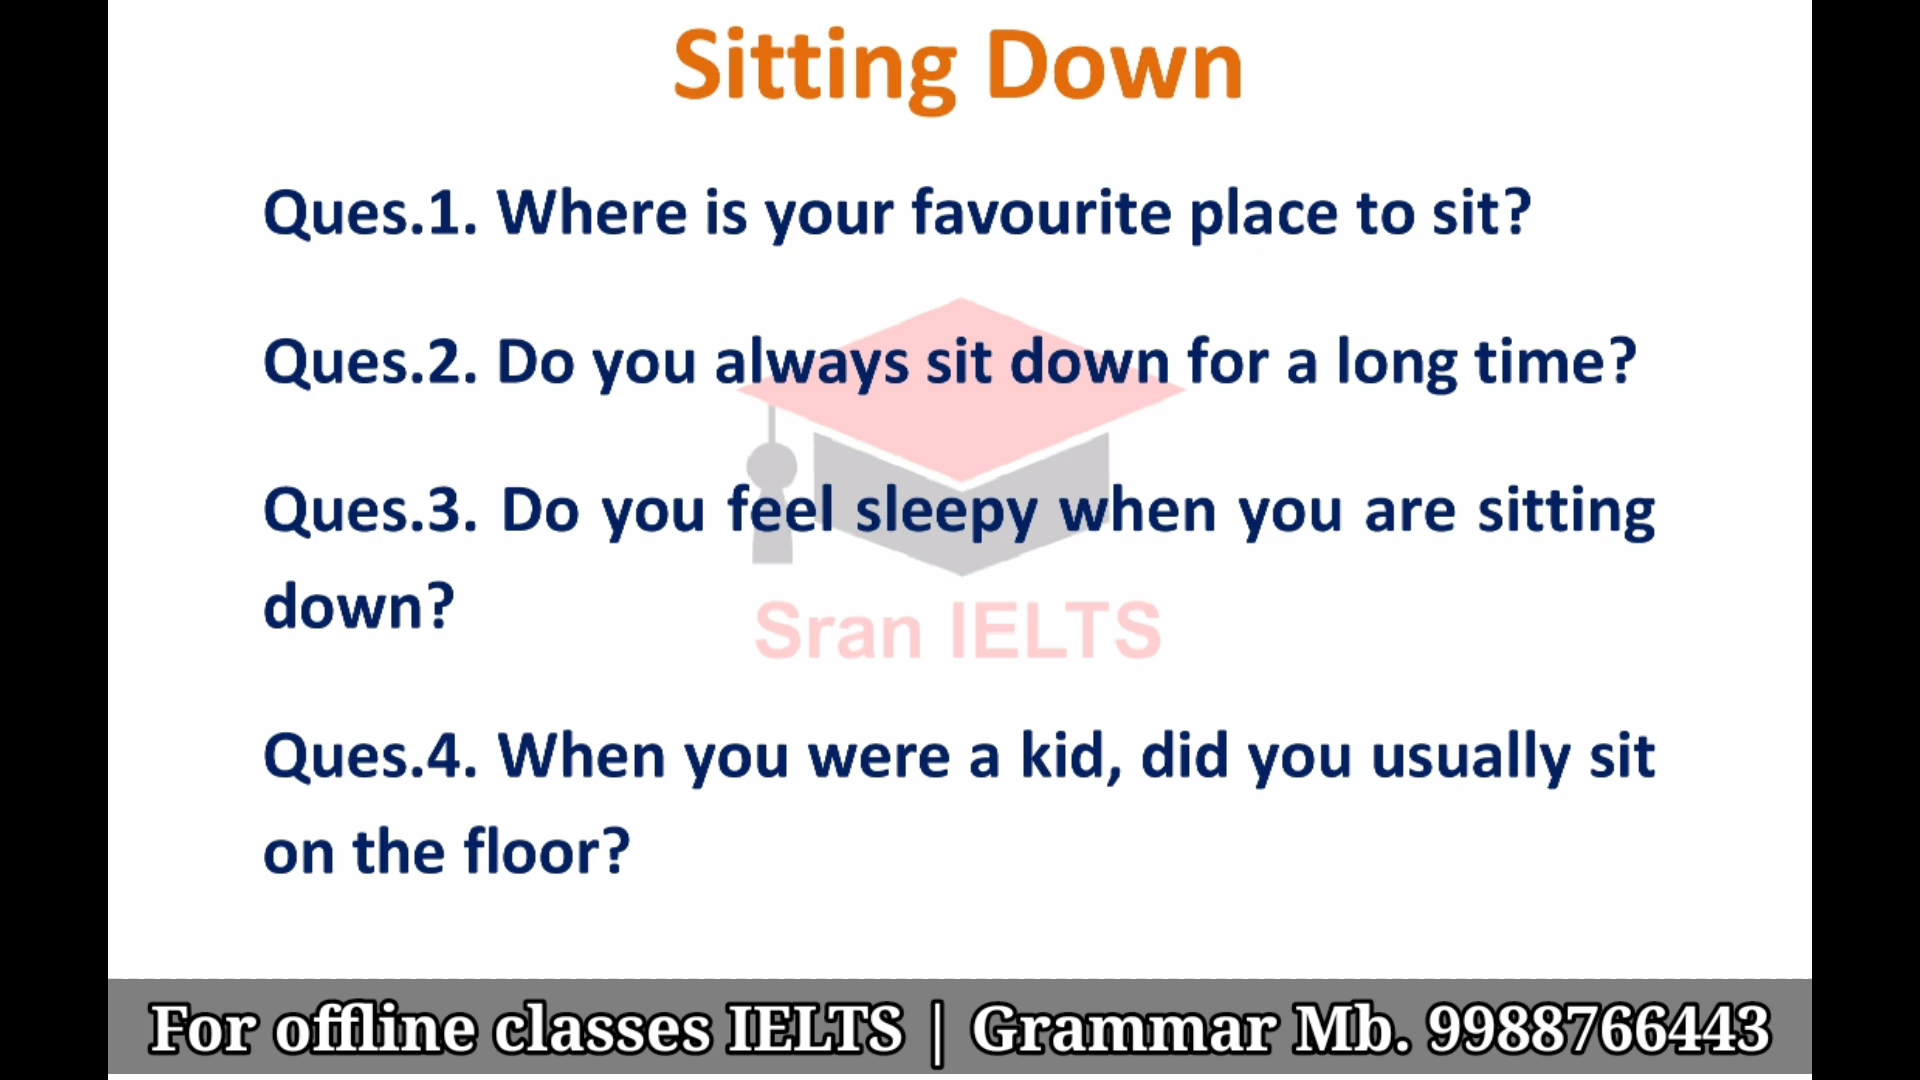 Sitting Down
Ques.1. Where is your favourite place to sit?
Ques.2. Do you always sit down for a long time?
Ques.3. Do you feel sleepy when you are sitting
down?
Sran IELTS
Ques.4. When you were a kid, did you usually sit
on the floor?
For offline classes IELTS | Grammar Mb. 9988766443